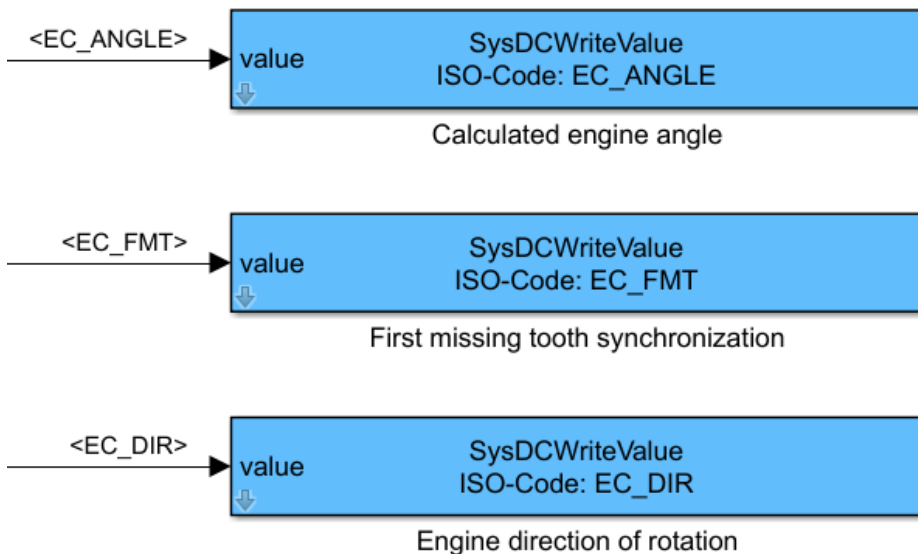 <EC_ANGLE>
value
SysDCWriteValue
ISO-Code: EC_ANGLE
Calculated engine angle
<EC_FMT>
value
SysDCWriteValue
ISO-Code: EC_FMT
First missing tooth synchronization
<EC_DIR>
value
SysDCWriteValue
ISO-Code: EC_DIR
Engine direction of rotation